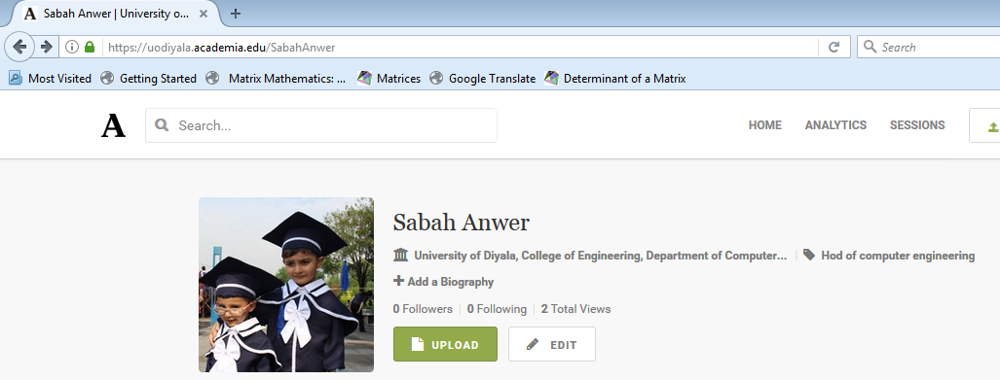 Sabah Anwer | University o...
https://uodiyala.academia.edu/SabahAnwer
Search
Most Visited Getting Started Matrix Mathematics: ... Matrices Google Translate Determinant of a Matrix
A Search... HOME ANALYTICS SESSIONS
Sabah Anwer
University of Diyala, College of Engineering, Department of Computer... Hod of computer engineering
Add a Biography
0 Followers 0 Following 2 Total Views
UPLOAD EDIT